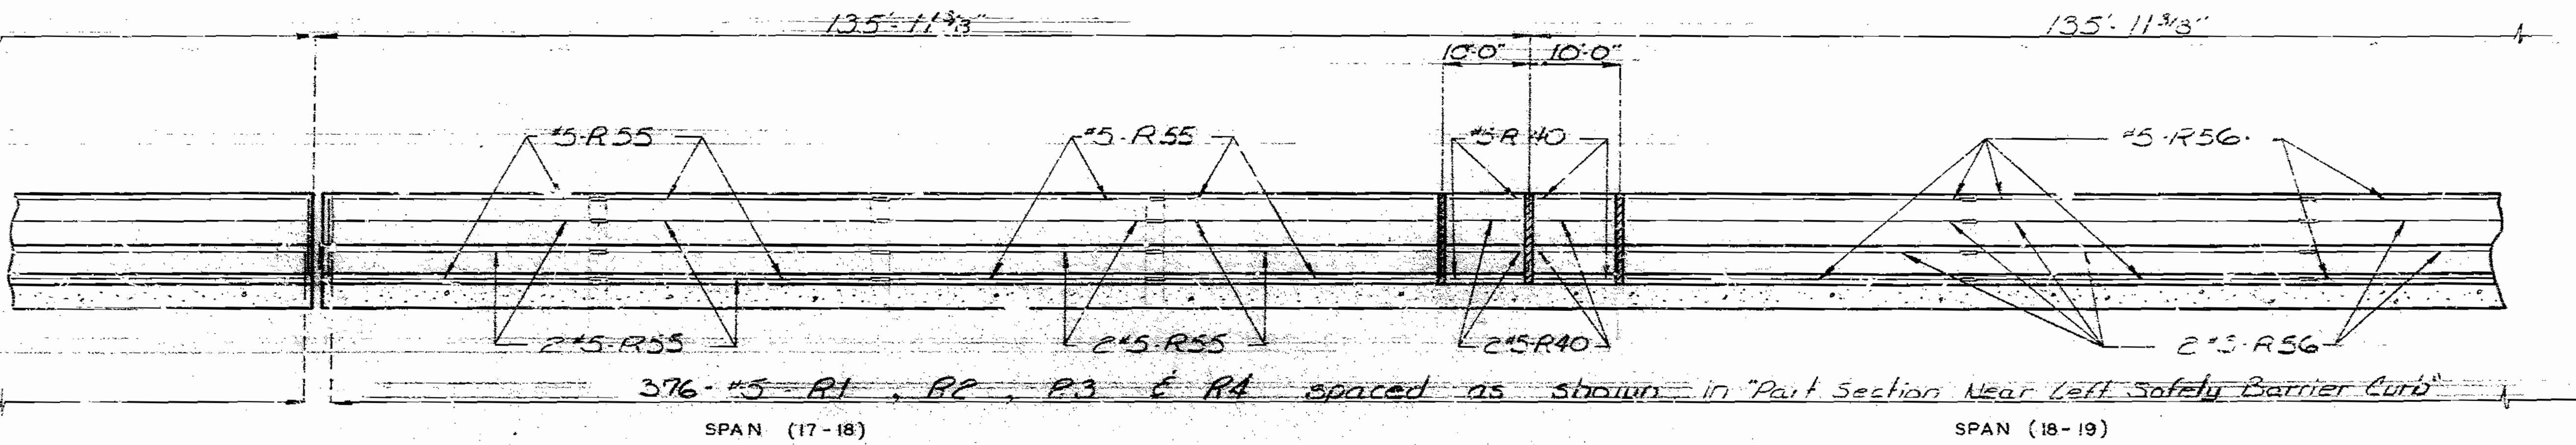 135'-11 3/8" 135'-11 3/8"
10'-0" 10'-0"
#5-R55 #5-R55 #5-R40 #5-R56
2-#5-R55 2-#5-R55 2-#5-R40 2-#5-R56
376-#5 R1, R2, R3 & R4 spaced as shown in "Part Section Near Left Safety Barrier Curb"
SPAN (17-18) SPAN (18-19)